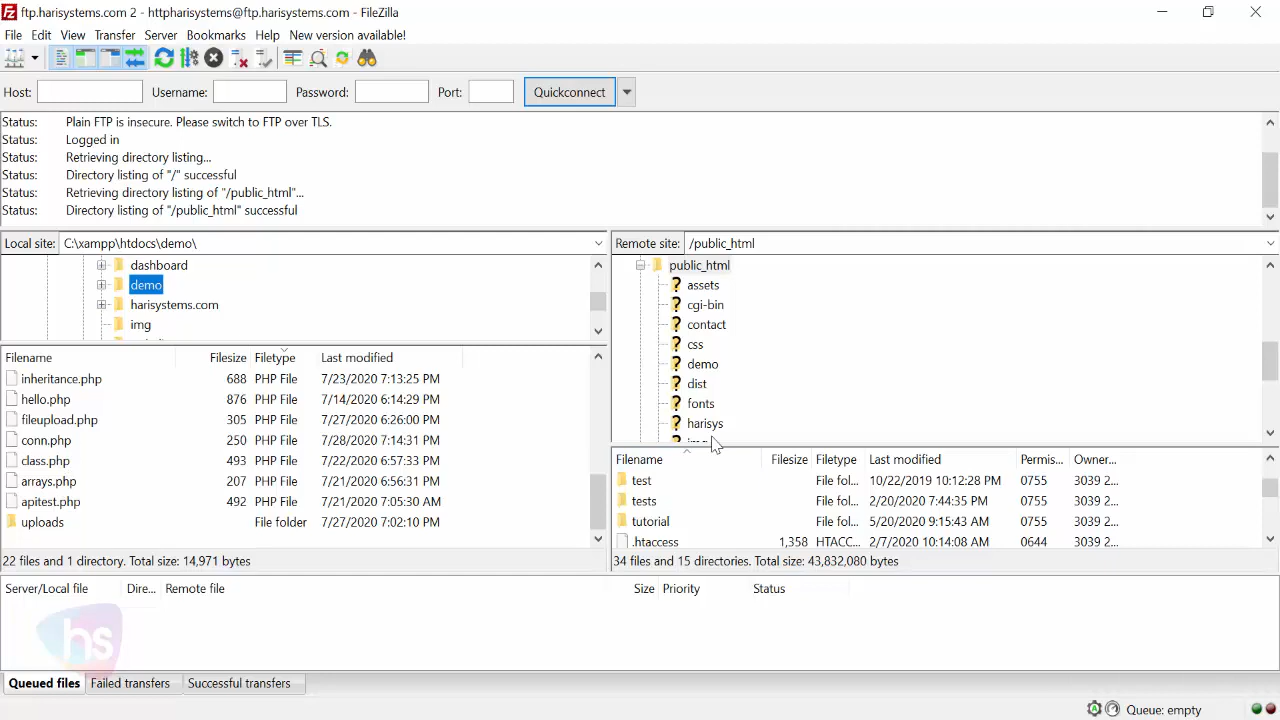 ftp.harisystems.com 2 - httpharisystems@ftp.harisystems.com - FileZilla
File Edit View Transfer Server Bookmarks Help New version available!
Host: Username: Password: Port: Quickconnect
Status: Plain FTP is insecure. Please switch to FTP over TLS.
Status: Logged in
Status: Retrieving directory listing...
Status: Directory listing of "/" successful
Status: Retrieving directory listing of "/public_html"...
Status: Directory listing of "/public_html" successful
Local site: C:\xampp\htdocs\demo\
dashboard
demo
harisystems.com
img
Filename Filesize Filetype Last modified
inheritance.php 688 PHP File 7/23/2020 7:13:25 PM
hello.php 876 PHP File 7/14/2020 6:14:29 PM
fileupload.php 305 PHP File 7/27/2020 6:26:00 PM
conn.php 250 PHP File 7/28/2020 7:14:31 PM
class.php 493 PHP File 7/22/2020 6:57:33 PM
arrays.php 207 PHP File 7/21/2020 6:56:31 PM
apitest.php 492 PHP File 7/21/2020 7:05:30 AM
uploads File folder 7/27/2020 7:02:10 PM
22 files and 1 directory. Total size: 14,971 bytes
Remote site: /public_html
public_html
assets
cgi-bin
contact
css
demo
dist
fonts
harisys
Filename Filesize Filetype Last modified Permis... Owner...
test File fol... 10/22/2019 10:12:28 PM 0755 3039 2...
tests File fol... 2/20/2020 7:44:35 PM 0755 3039 2...
tutorial File fol... 5/20/2020 9:15:43 AM 0755 3039 2...
.htaccess 1,358 HTACC... 2/7/2020 10:14:08 AM 0644 3039 2...
34 files and 15 directories. Total size: 43,832,080 bytes
Server/Local file Dire... Remote file Size Priority Status
hs
Queued files Failed transfers Successful transfers
Queue: empty